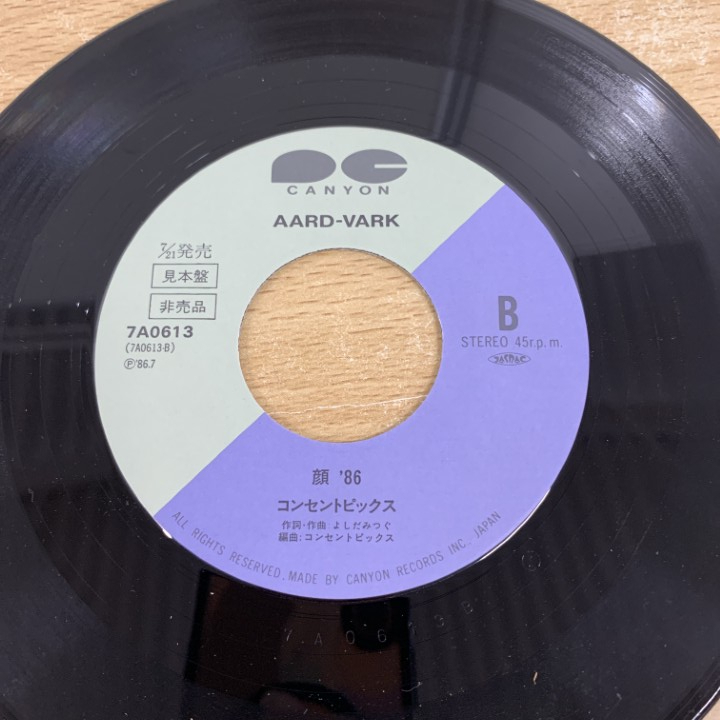 CANYON
AARD-VARK
7/21発売
見本盤
非売品
7A0613
(7A0613-B)
Ⓟ'86.7
B
STEREO 45r.p.m.
JASRAC
顔 '86
コンセントピックス
作詞・作曲:よしだみつぐ
編曲:コンセントピックス
ALL RIGHTS RESERVED. MADE BY CANYON RECORDS INC., JAPAN
7A0613B